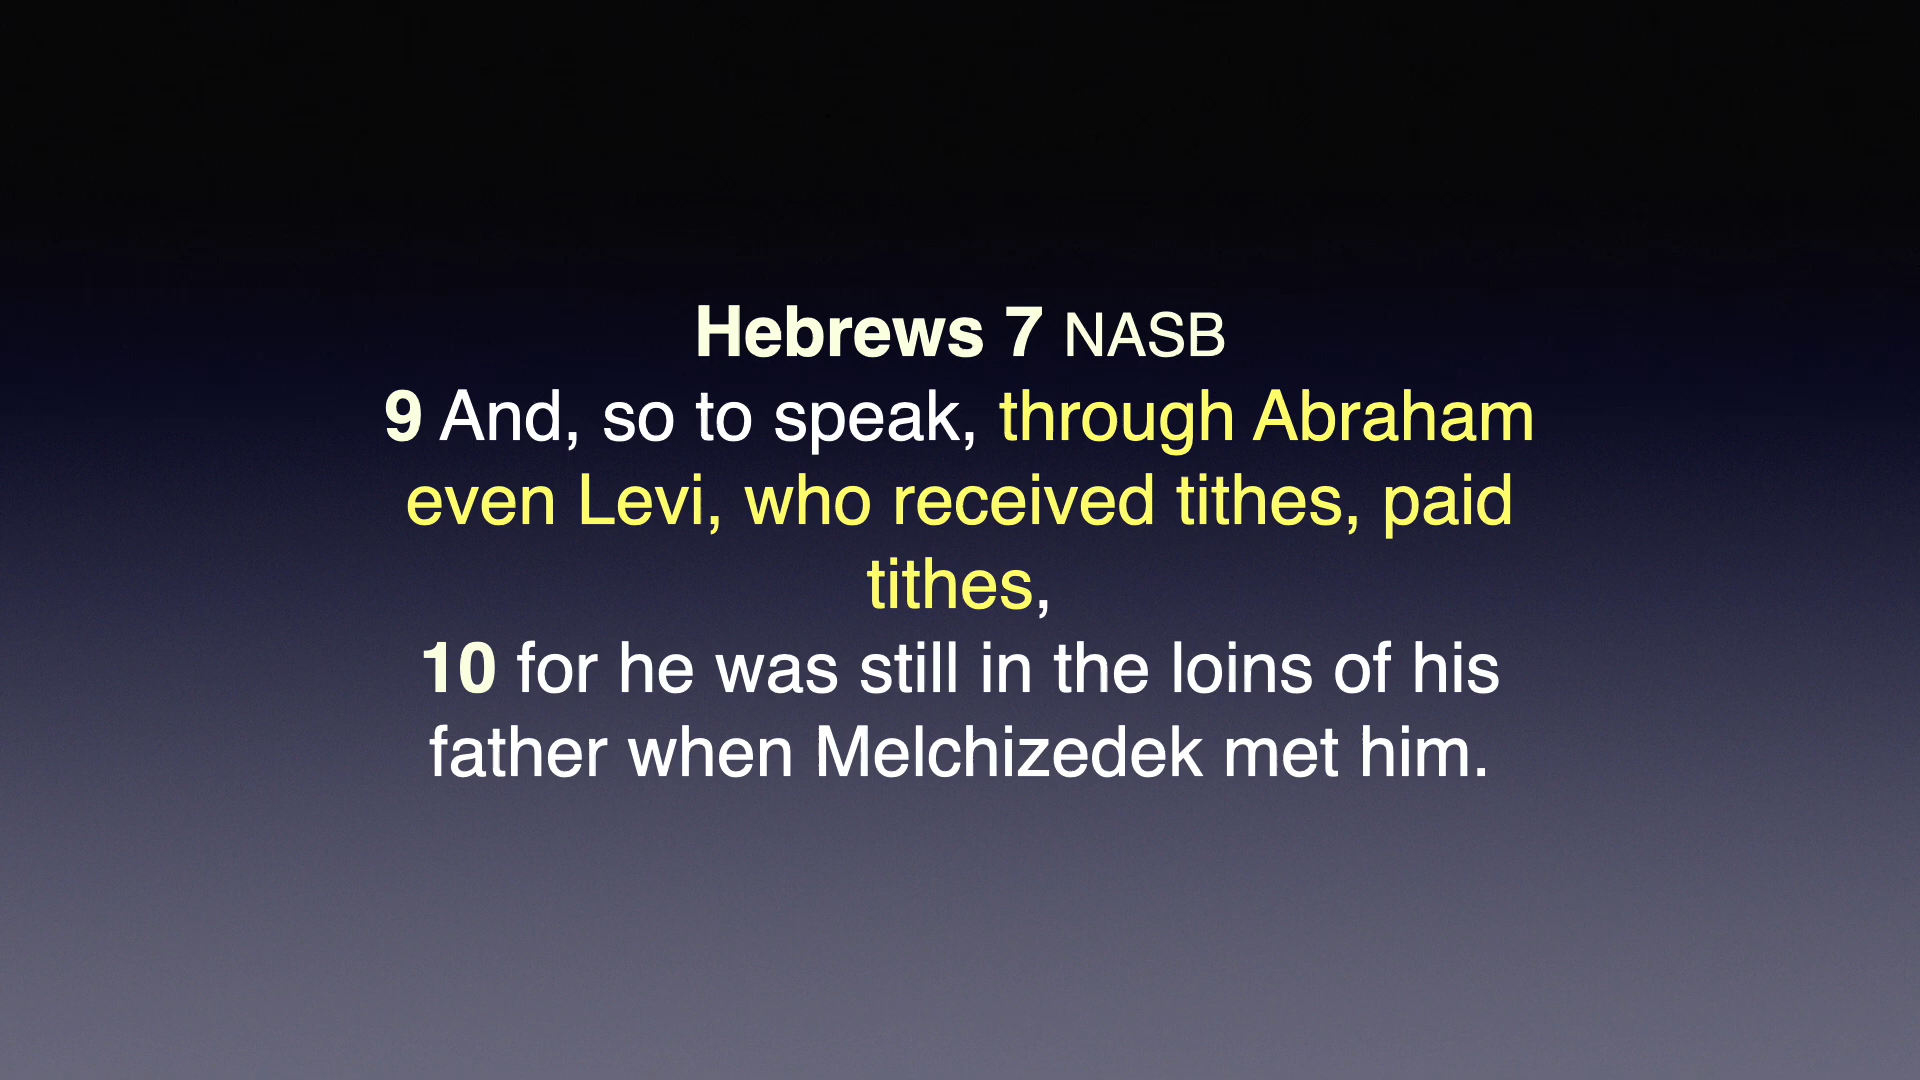 Hebrews 7 NASB
9 And, so to speak, through Abraham
even Levi, who received tithes, paid
tithes,
10 for he was still in the loins of his
father when Melchizedek met him.